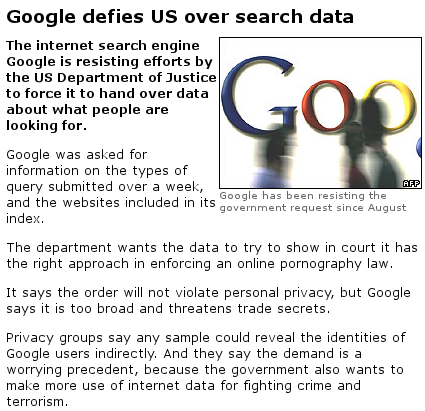 Google defies US over search data
The internet search engine
Google is resisting efforts by
the US Department of Justice
to force it to hand over data
about what people are
looking for.
Goo
AFP
Google has been resisting the
government request since August
Google was asked for
information on the types of
query submitted over a week,
and the websites included in its
index.
The department wants the data to try to show in court it has
the right approach in enforcing an online pornography law.
It says the order will not violate personal privacy, but Google
says it is too broad and threatens trade secrets.
Privacy groups say any sample could reveal the identities of
Google users indirectly. And they say the demand is a
worrying precedent, because the government also wants to
make more use of internet data for fighting crime and
terrorism.